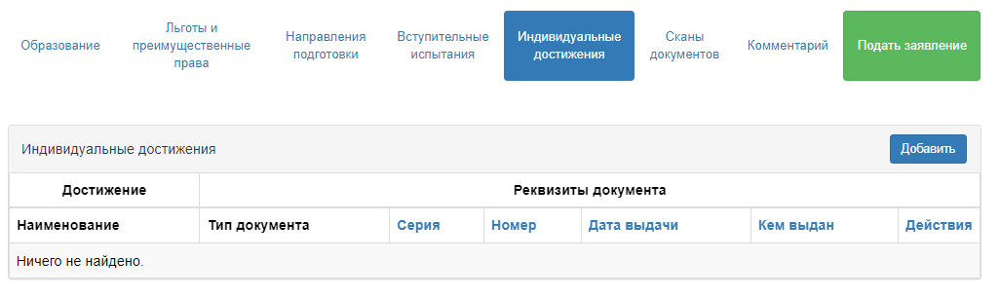 Образование
Льготы и
преимущественные
права
Направления
подготовки
Вступительные
испытания
Индивидуальные
достижения
Сканы
документов
Комментарий
Подать заявление
Индивидуальные достижения
Добавить
Достижение
Реквизиты документа
Наименование
Тип документа
Серия
Номер
Дата выдачи
Кем выдан
Действия
Ничего не найдено.